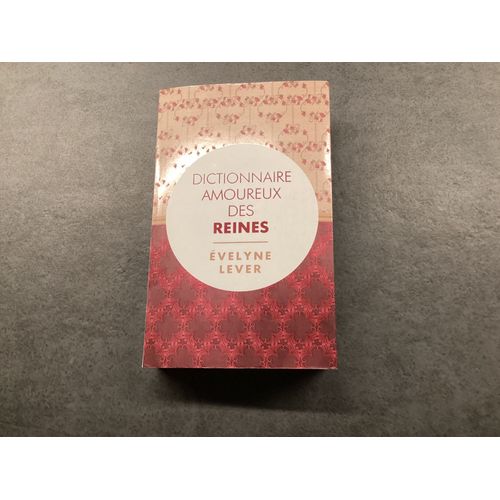 DICTIONNAIRE
AMOUREUX
DES
REINES
ÉVELYNE
LEVER